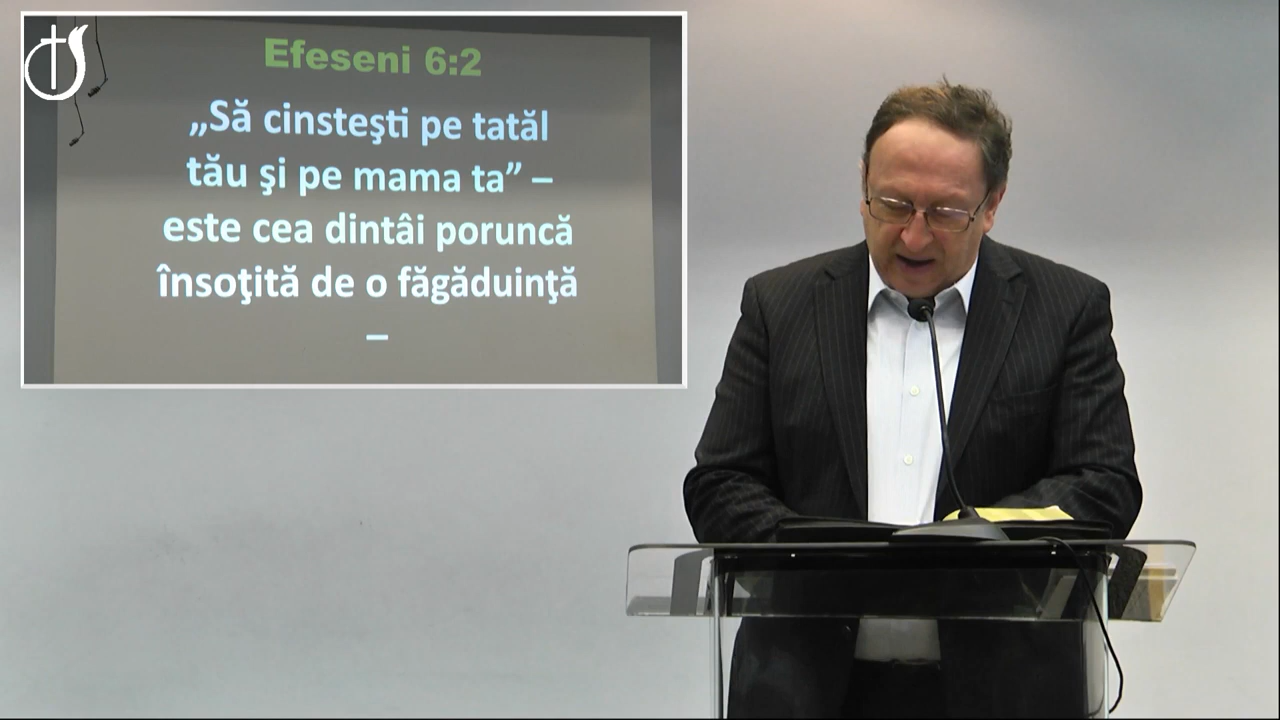 Efeseni 6:2
„Să cinsteşti pe tatăl
tău şi pe mama ta” –
este cea dintâi poruncă
însoţită de o făgăduinţă
–